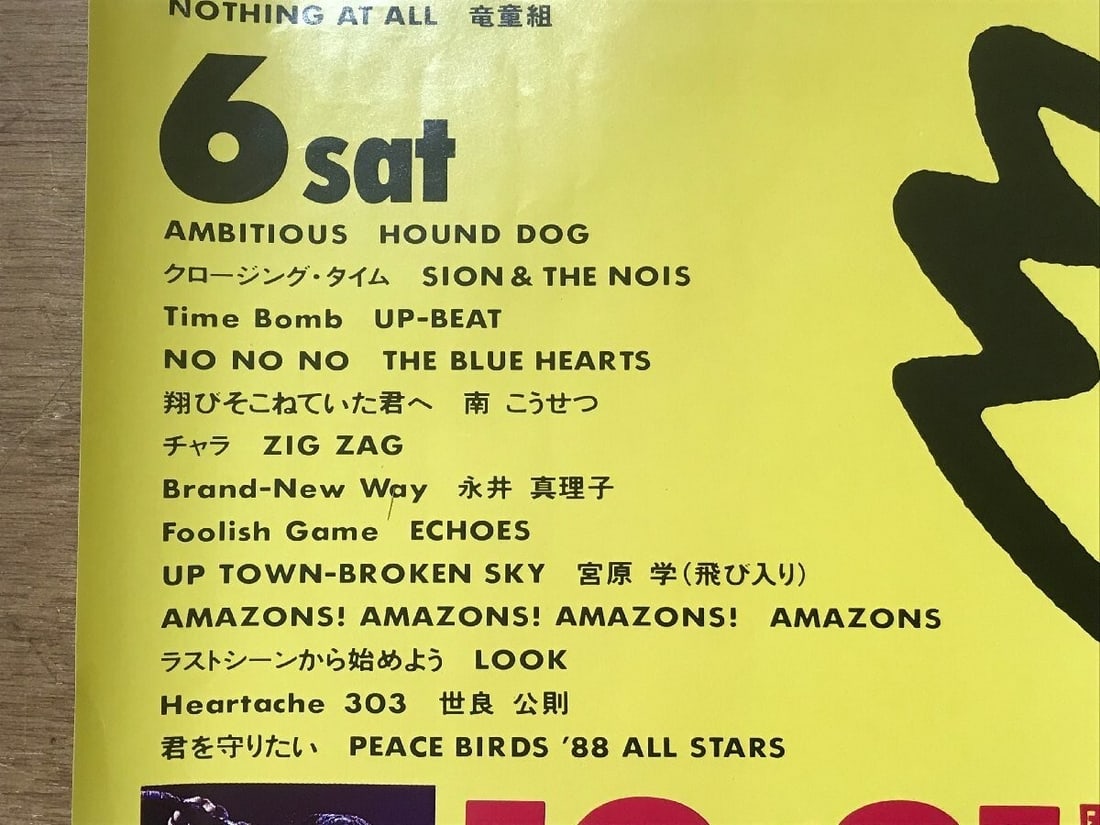 NOTHING AT ALL 竜童組
6 sat
AMBITIOUS HOUND DOG
クロージング・タイム SION & THE NOIS
Time Bomb UP-BEAT
NO NO NO THE BLUE HEARTS
翔びそこねていた君へ 南 こうせつ
チャラ ZIG ZAG
Brand-New Way 永井 真理子
Foolish Game ECHOES
UP TOWN-BROKEN SKY 宮原 学(飛び入り)
AMAZONS! AMAZONS! AMAZONS! AMAZONS
ラストシーンから始めよう LOOK
Heartache 303 世良 公則
君を守りたい PEACE BIRDS '88 ALL STARS